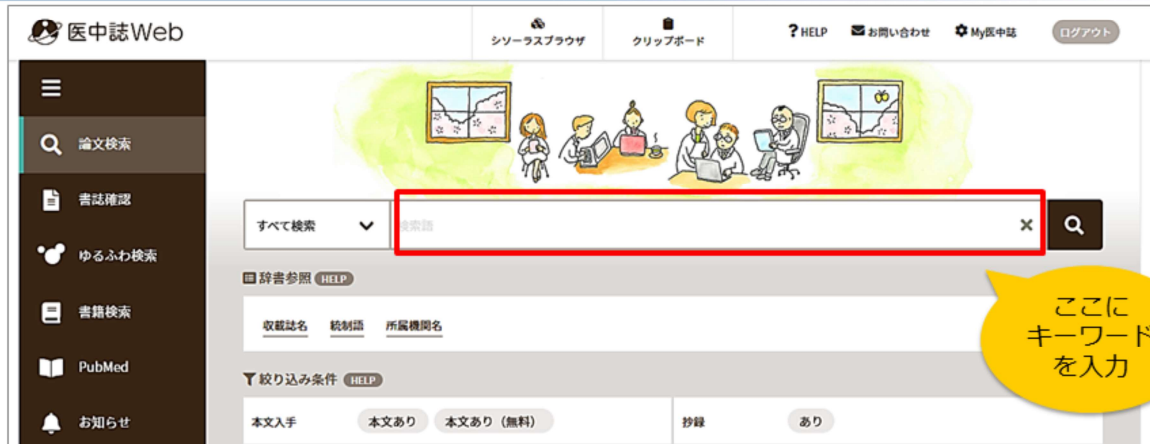 医中誌Web
シソーラスブラウザ
クリップボード
?HELP
お問い合わせ
My医中誌
ログアウト
論文検索
書誌確認
ゆるふわ検索
書籍検索
PubMed
お知らせ
すべて検索
検索語
辞書参照 HELP
収載誌名 統制語 所属機関名
ここに
キーワード
を入力
絞り込み条件 HELP
本文入手 本文あり 本文あり（無料） 抄録 あり